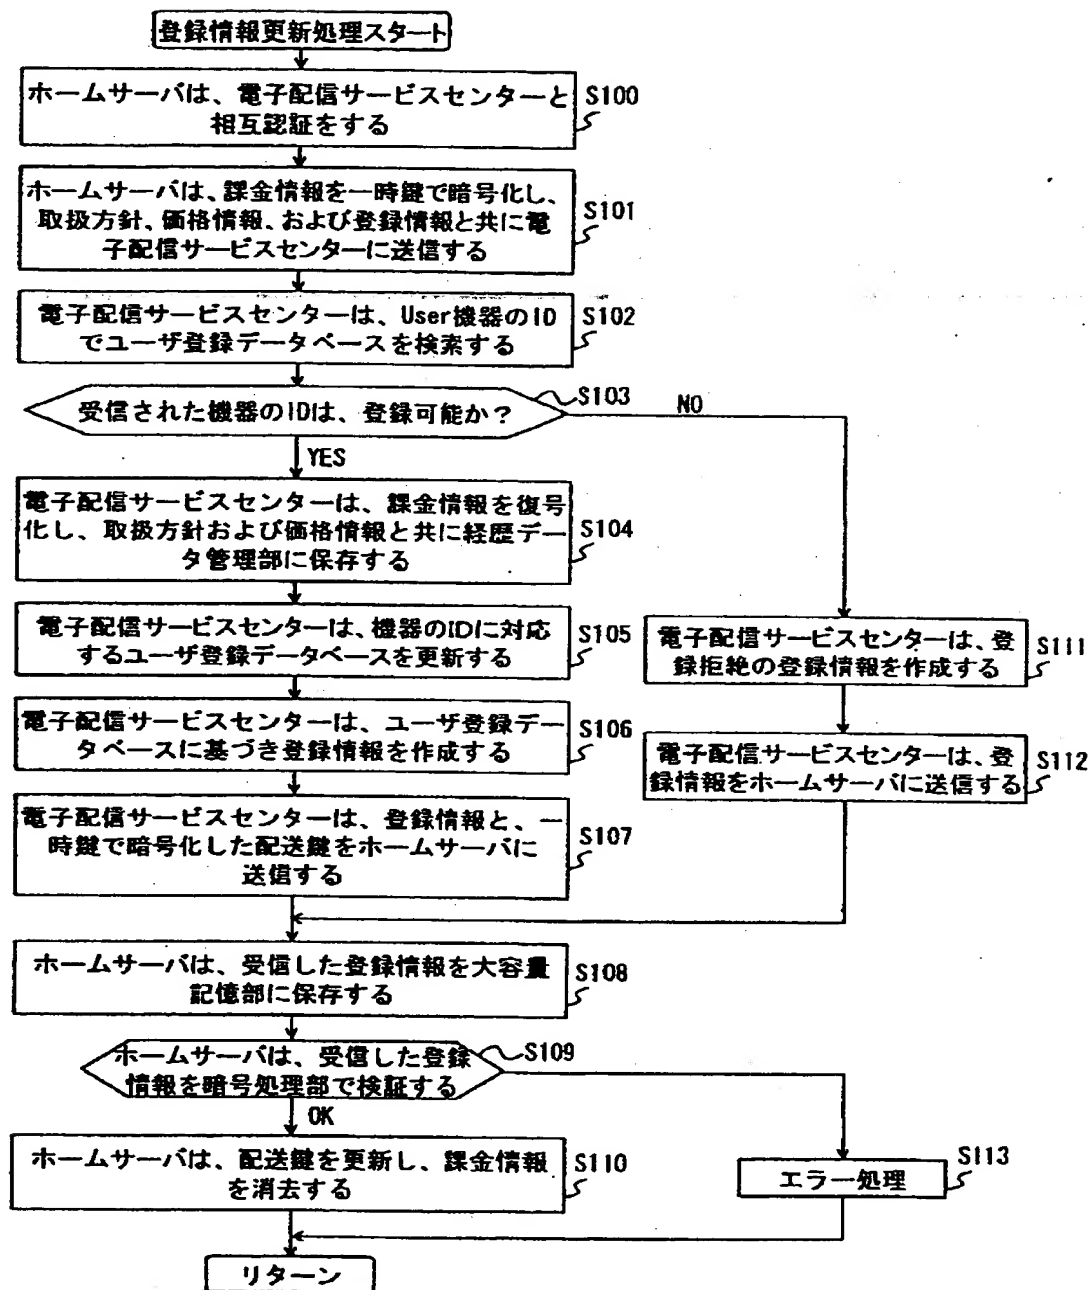 登録情報更新処理スタート
ホームサーバは、電子配信サービスセンターと
相互認証をする
S100
ホームサーバは、課金情報を一時鍵で暗号化し、
取扱方針、価格情報、および登録情報と共に電
子配信サービスセンターに送信する
S101
電子配信サービスセンターは、User機器のID
でユーザ登録データベースを検索する
S102
受信された機器のIDは、登録可能か?
S103
NO
YES
電子配信サービスセンターは、課金情報を復号
化し、取扱方針および価格情報と共に経歴デー
タ管理部に保存する
S104
電子配信サービスセンターは、機器のIDに対応
するユーザ登録データベースを更新する
S105
電子配信サービスセンターは、登
録拒絶の登録情報を作成する
S111
電子配信サービスセンターは、ユーザ登録デー
タベースに基づき登録情報を作成する
S106
電子配信サービスセンターは、登
録情報をホームサーバに送信する
S112
電子配信サービスセンターは、登録情報と、一
時鍵で暗号化した配送鍵をホームサーバに
送信する
S107
ホームサーバは、受信した登録情報を大容量
記憶部に保存する
S108
ホームサーバは、受信した登録
情報を暗号処理部で検証する
S109
OK
ホームサーバは、配送鍵を更新し、課金情報
を消去する
S110
エラー処理
S113
リターン